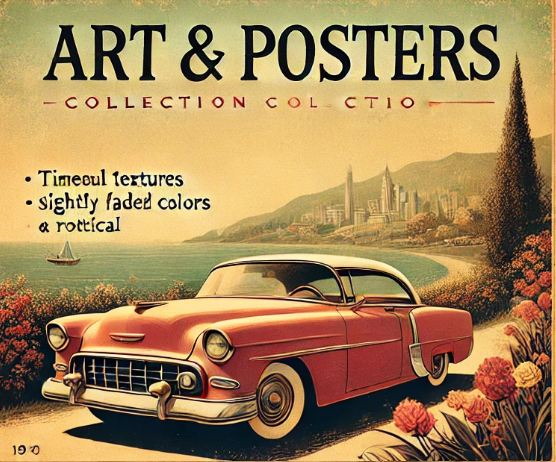 ART & POSTERS
COLLECTION COL CTIO
• Timeoul textures
• sightly faded colors
& rottical